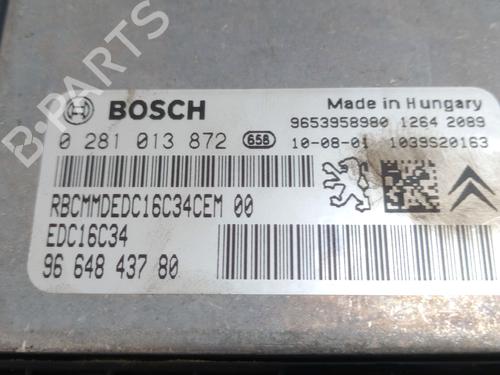 B-PARTS
BOSCH
Made in Hungary
9653958980 1264 2089
0 281 013 872 658
10-08-01 1039S20163
RBCMMDEDC16C34CEM 00
EDC16C34
96 648 437 80